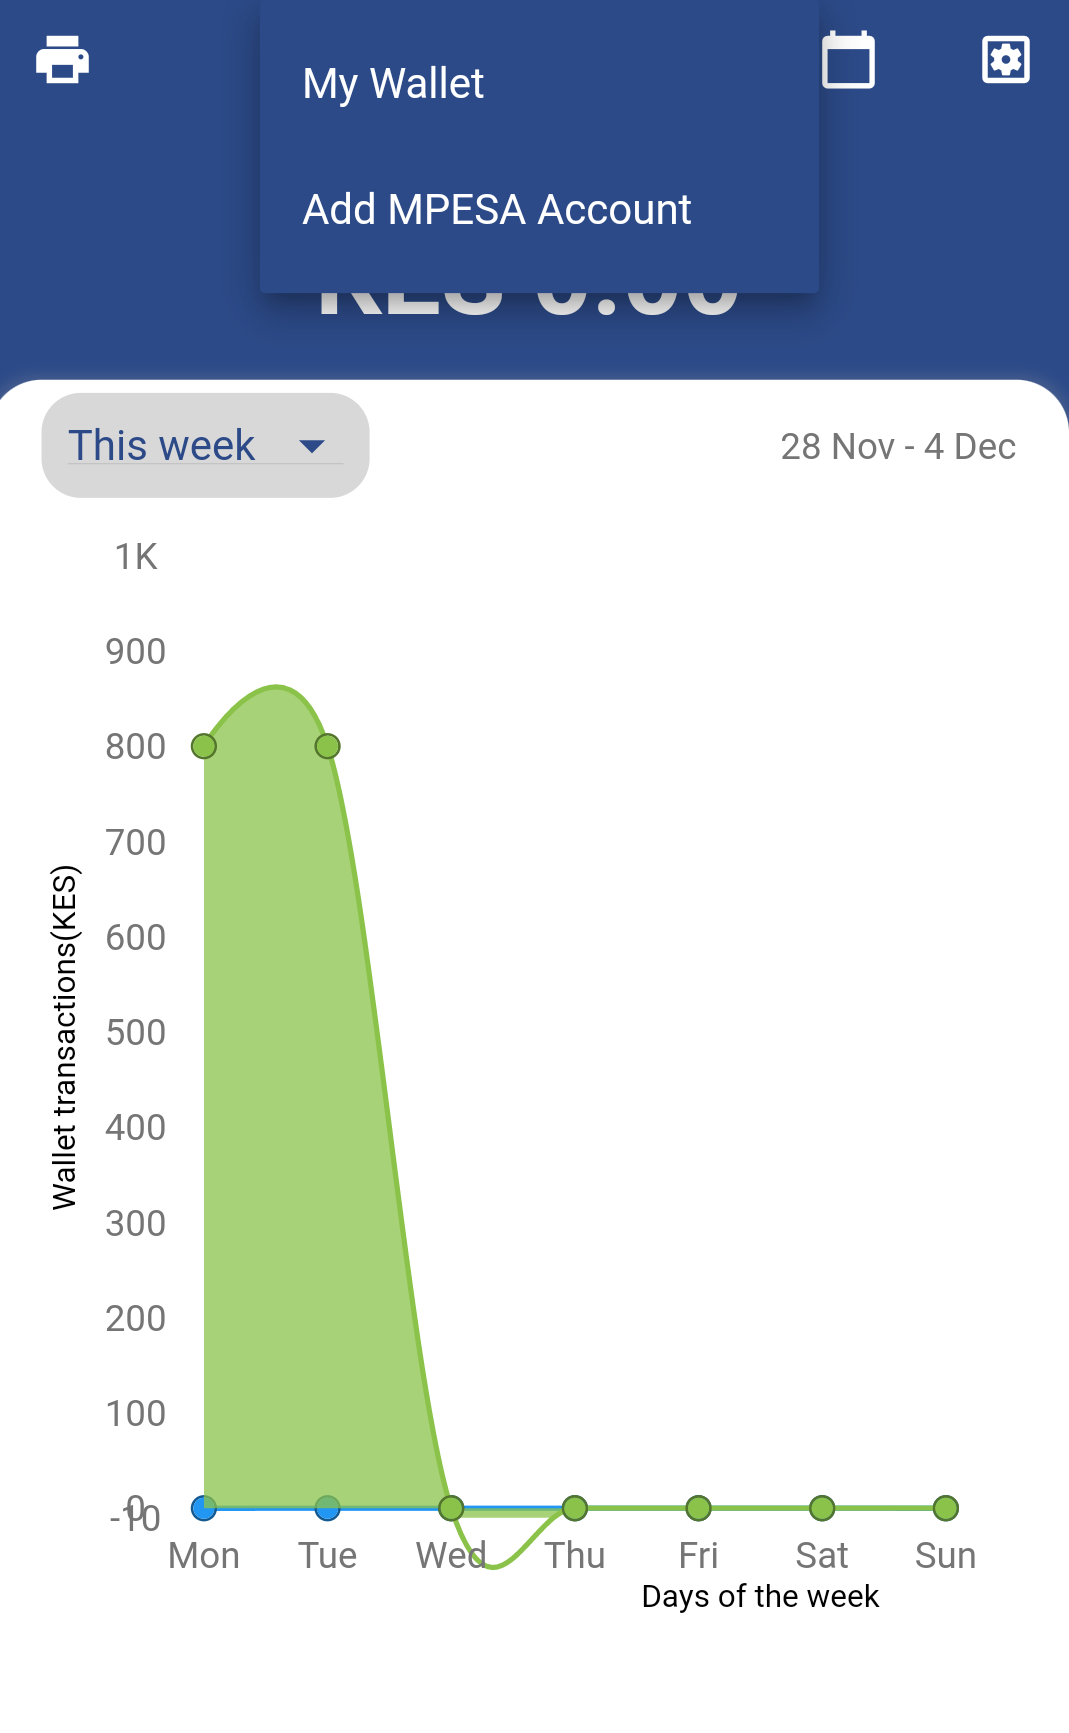 My Wallet
Add MPESA Account
KES 0.00
This week
28 Nov - 4 Dec
1K
900
800
700
600
500
400
300
200
100
0
-10
Wallet transactions(KES)
Mon Tue Wed Thu Fri Sat Sun
Days of the week